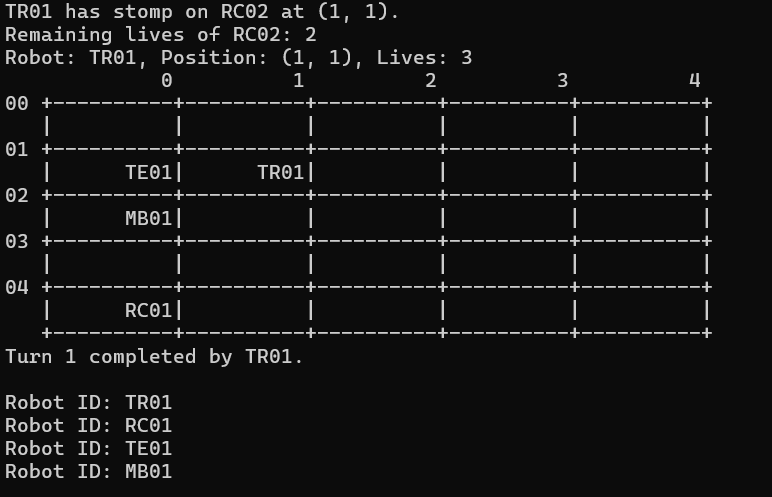 TR01 has stomp on RC02 at (1, 1).
Remaining lives of RC02: 2
Robot: TR01, Position: (1, 1), Lives: 3
             0          1          2          3          4
00 +----------+----------+----------+----------+----------+
   |          |          |          |          |          |
01 +----------+----------+----------+----------+----------+
   |      TE01|      TR01|          |          |          |
02 +----------+----------+----------+----------+----------+
   |      MB01|          |          |          |          |
03 +----------+----------+----------+----------+----------+
   |          |          |          |          |          |
04 +----------+----------+----------+----------+----------+
   |      RC01|          |          |          |          |
   +----------+----------+----------+----------+----------+
Turn 1 completed by TR01.

Robot ID: TR01
Robot ID: RC01
Robot ID: TE01
Robot ID: MB01